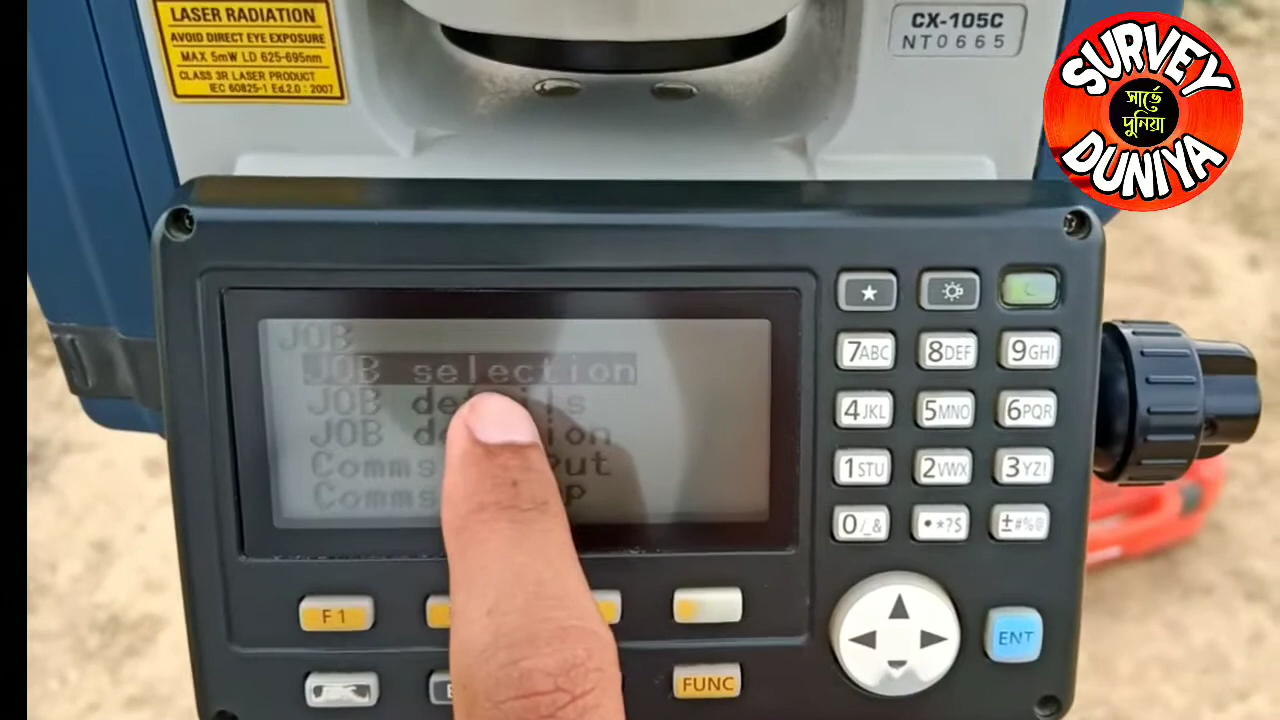 LASER RADIATION
AVOID DIRECT EYE EXPOSURE
MAX 5mW LD 625-695nm
CLASS 3R LASER PRODUCT
IEC 60825-1 Ed.2.0 : 2007
CX-105C
NT0665
SURVEY
সার্ভে
দুনিয়া
DUNIYA
JOB
JOB selection
JOB
JOB
Comms
Comms
7ABC 8DEF 9GHI
4JKL 5MNO 6PQR
1STU 2VWX 3YZ!
0/_& •*?$ ±#%@
F1
ENT
FUNC